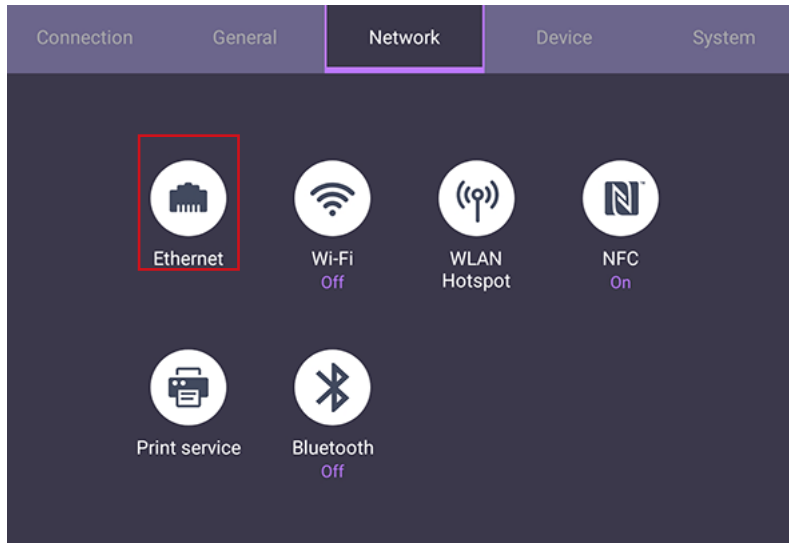 Connection General Network Device System
Ethernet
Wi-Fi
Off
WLAN
Hotspot
NFC
On
Print service
Bluetooth
Off